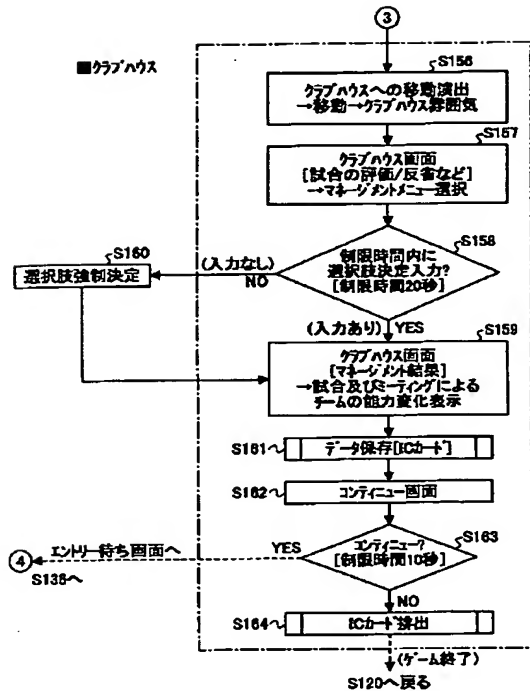 ③
■クラブハウス
S156
クラブハウスへの移動演出
→移動→クラブハウス雰囲気
S157
クラブハウス画面
[試合の評価/反省など]
→マネージメントメニュー選択
S158
制限時間内に
選択肢決定入力?
[制限時間20秒]
(入力なし)
NO
S160
選択肢強制決定
(入力あり) YES
S159
クラブハウス画面
[マネージメント結果]
→試合及びミーティングによる
チームの能力変化表示
S161
データ保存[ICカード]
S162
コンティニュー画面
S163
コンティニュー?
[制限時間10秒]
YES
エントリー待ち画面へ
④
S136へ
NO
S164
ICカード排出
(ゲーム終了)
S120へ戻る